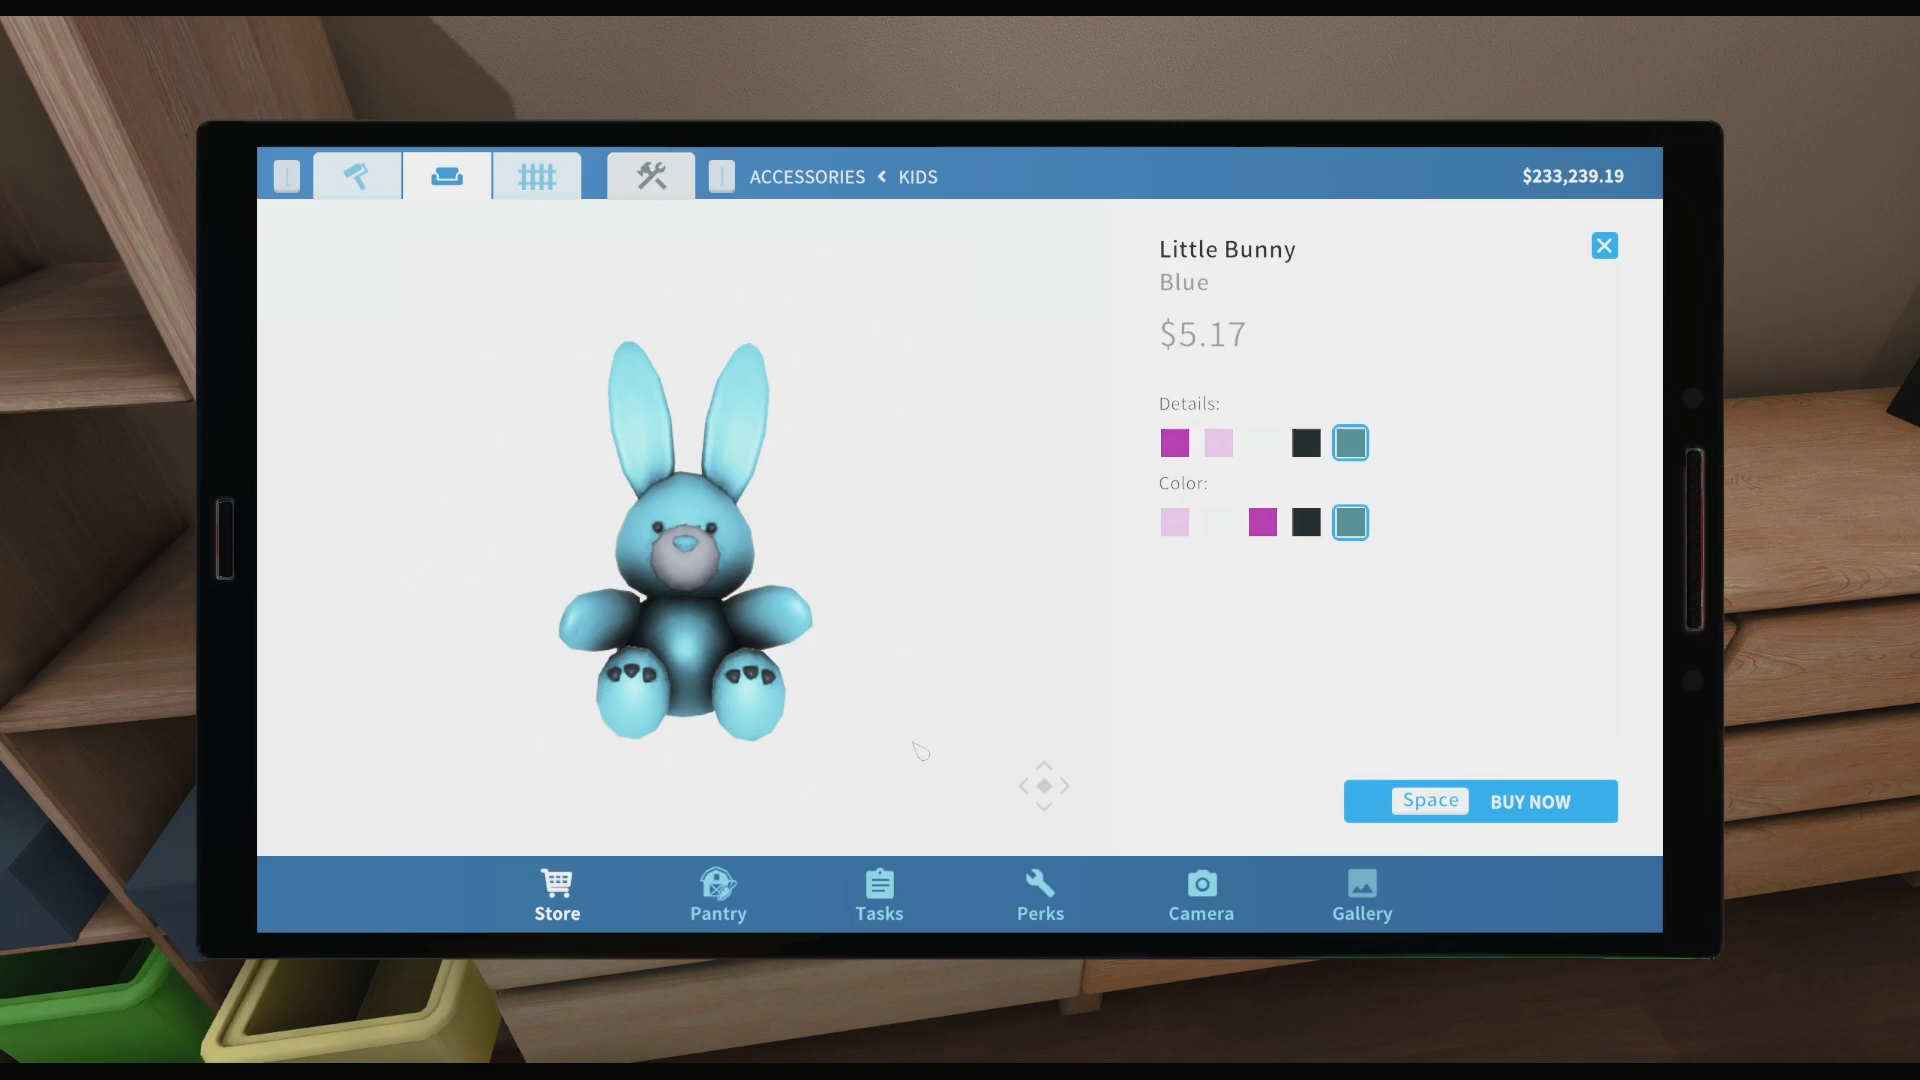 [
]
ACCESSORIES < KIDS
$233,239.19
Little Bunny
Blue
$5.17
Details:
Color:
Space BUY NOW
Store
Pantry
Tasks
Perks
Camera
Gallery